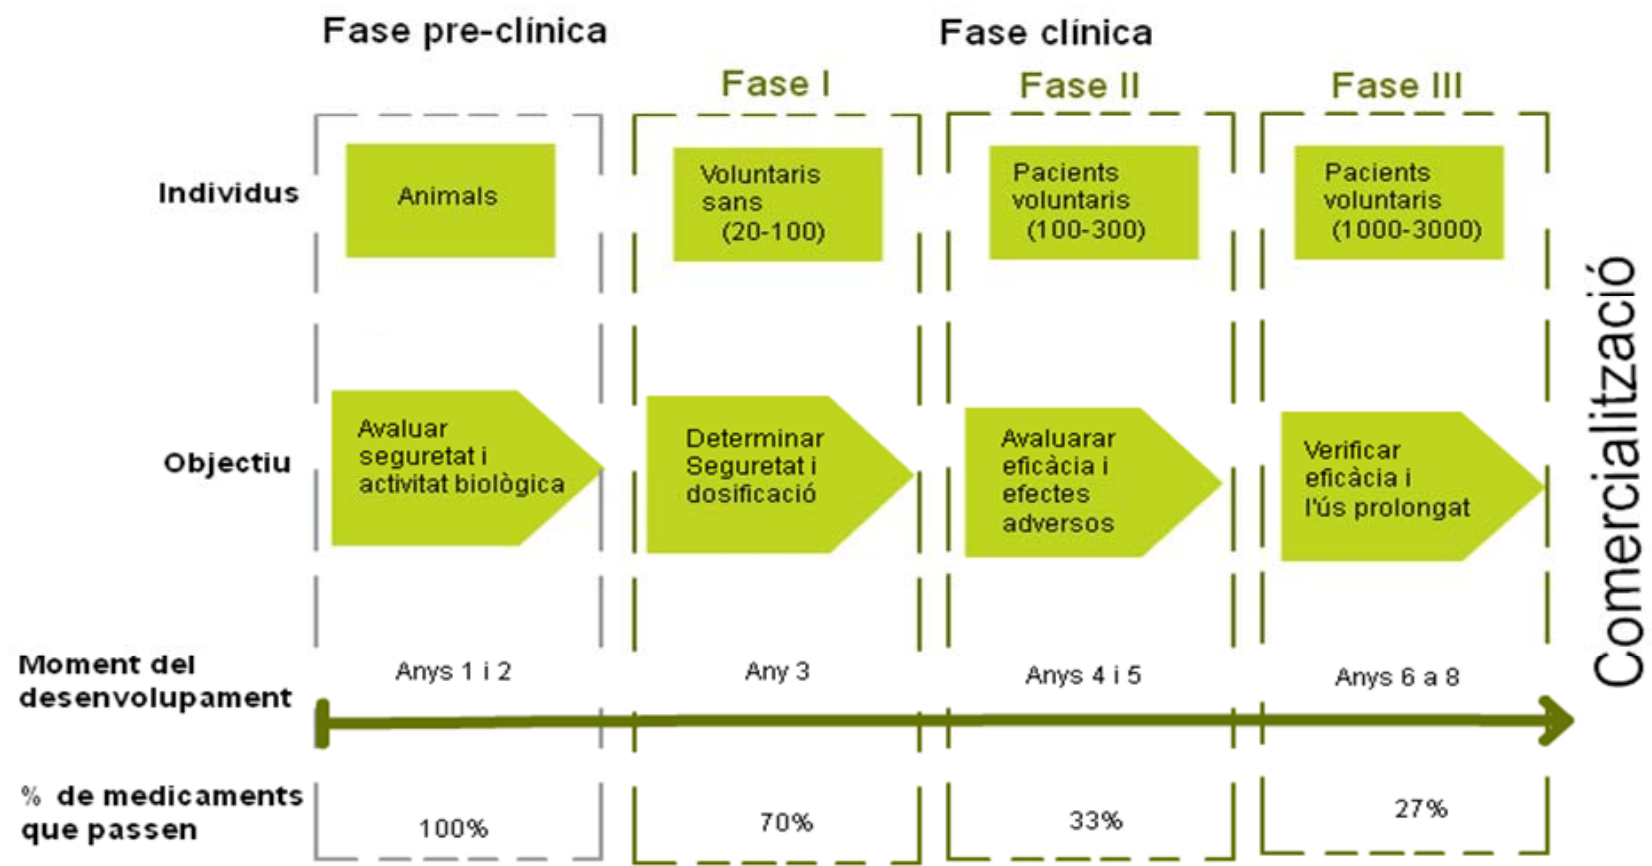 Fase pre-clínica
Fase clínica
Fase I
Fase II
Fase III
Individus
Animals
Voluntaris
sans
(20-100)
Pacients
voluntaris
(100-300)
Pacients
voluntaris
(1000-3000)
Objectiu
Avaluar
seguretat i
activitat biològica
Determinar
Seguretat i
dosificació
Avaluarar
eficàcia i
efectes
adversos
Verificar
eficàcia i
l'ús prolongat
Comercialització
Moment del
desenvolupament
Anys 1 i 2
Any 3
Anys 4 i 5
Anys 6 a 8
% de medicaments
que passen
100%
70%
33%
27%